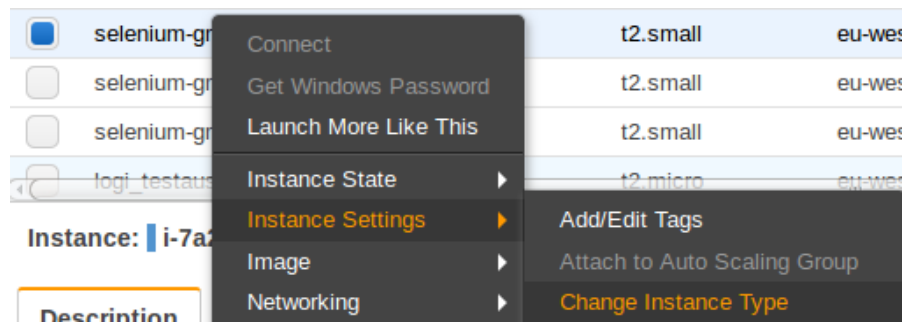 selenium-gr t2.small eu-wes
Connect
selenium-gr t2.small eu-wes
Get Windows Password
selenium-gr t2.small eu-wes
Launch More Like This
logi_testaus t2.micro eu-wes
Instance State
Instance Settings
Add/Edit Tags
Instance: i-7a2
Image
Attach to Auto Scaling Group
Networking
Change Instance Type
Description